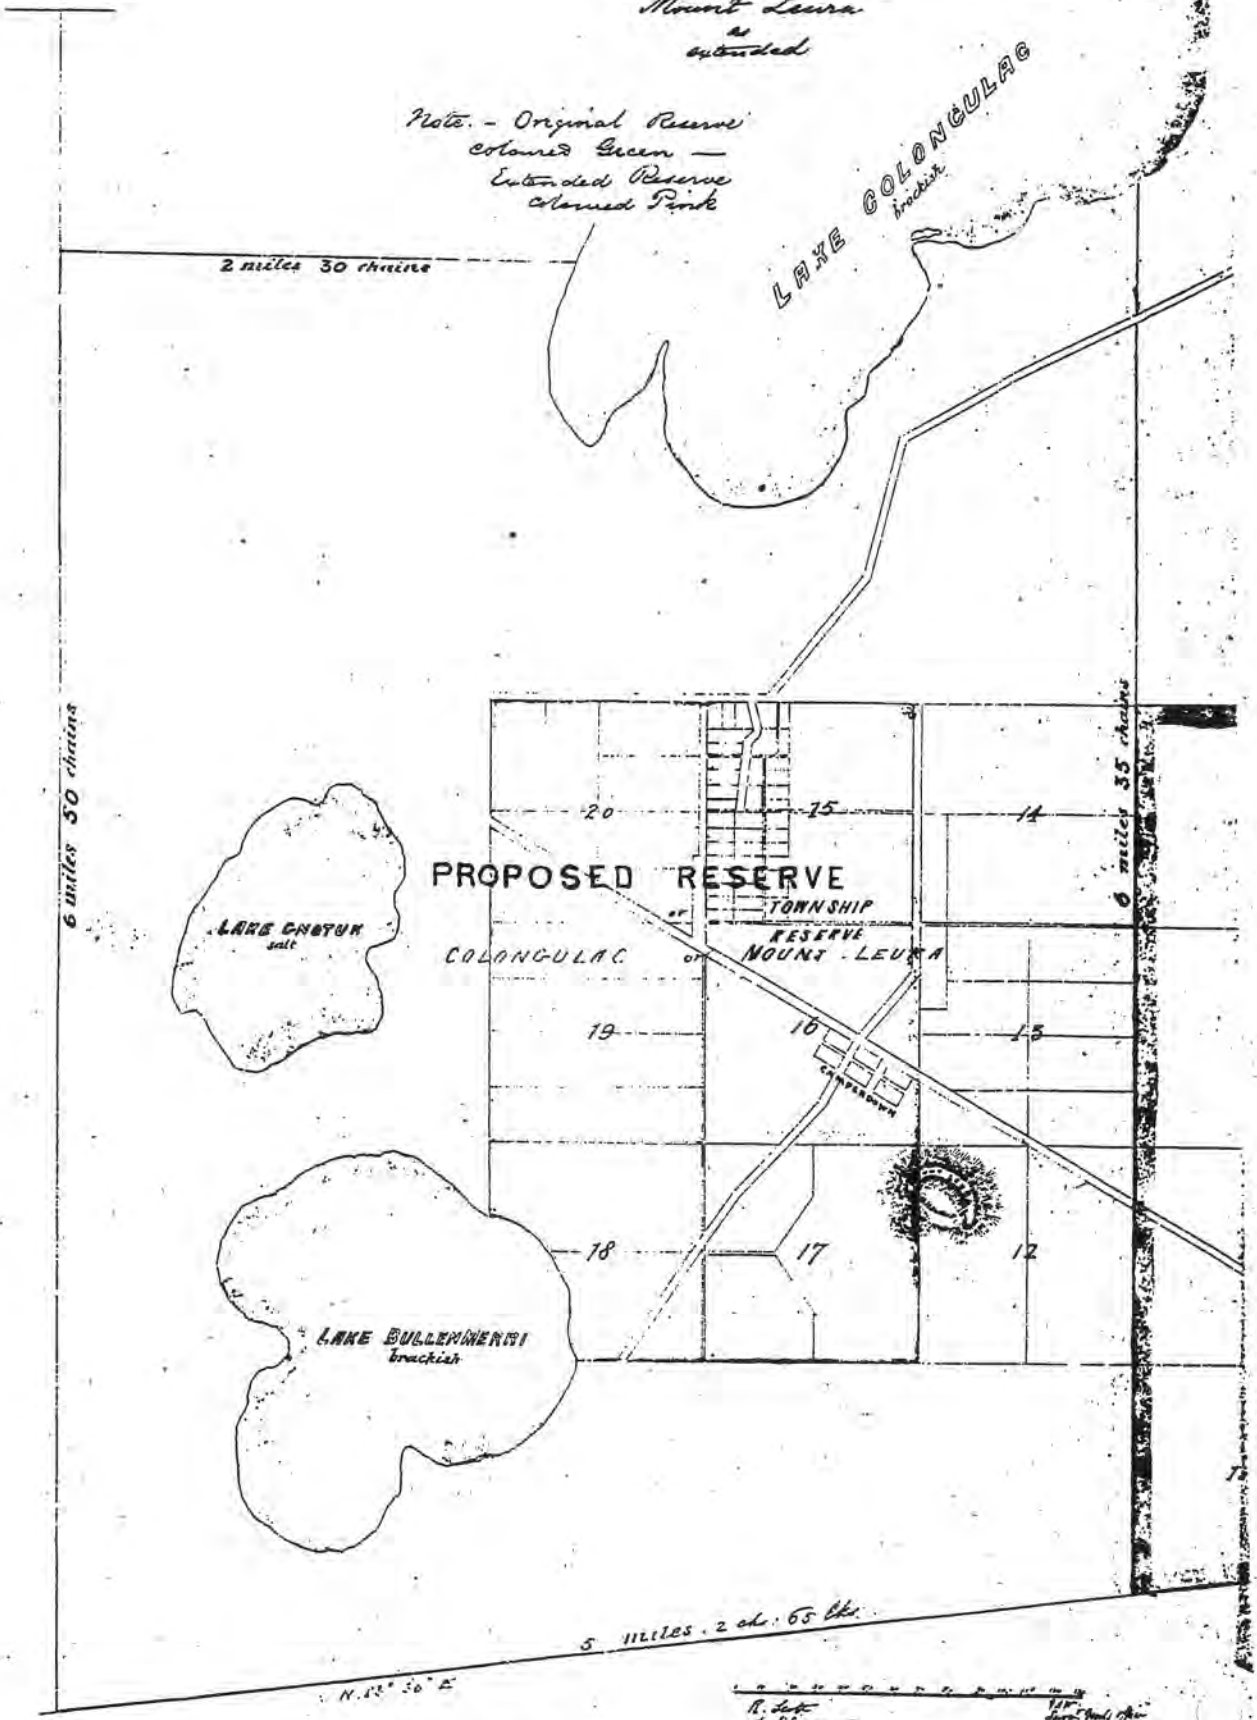 Mount Leura
as
extended
Note. - Original Reserve
coloured Green —
Extended Reserve
coloured Pink
LAKE COLONGULAC
brackish
2 miles 30 chains
6 miles 50 chains
6 miles 35 chains
20
15
14
PROPOSED RESERVE
or
TOWNSHIP
RESERVE
COLONGULAC or MOUNT LEURA
LAKE GNOTUK
salt
19
16
13
CAMPERDOWN
18
17
12
LAKE BULLENMERRI
brackish
5 miles . 2 ch : 65 lks.